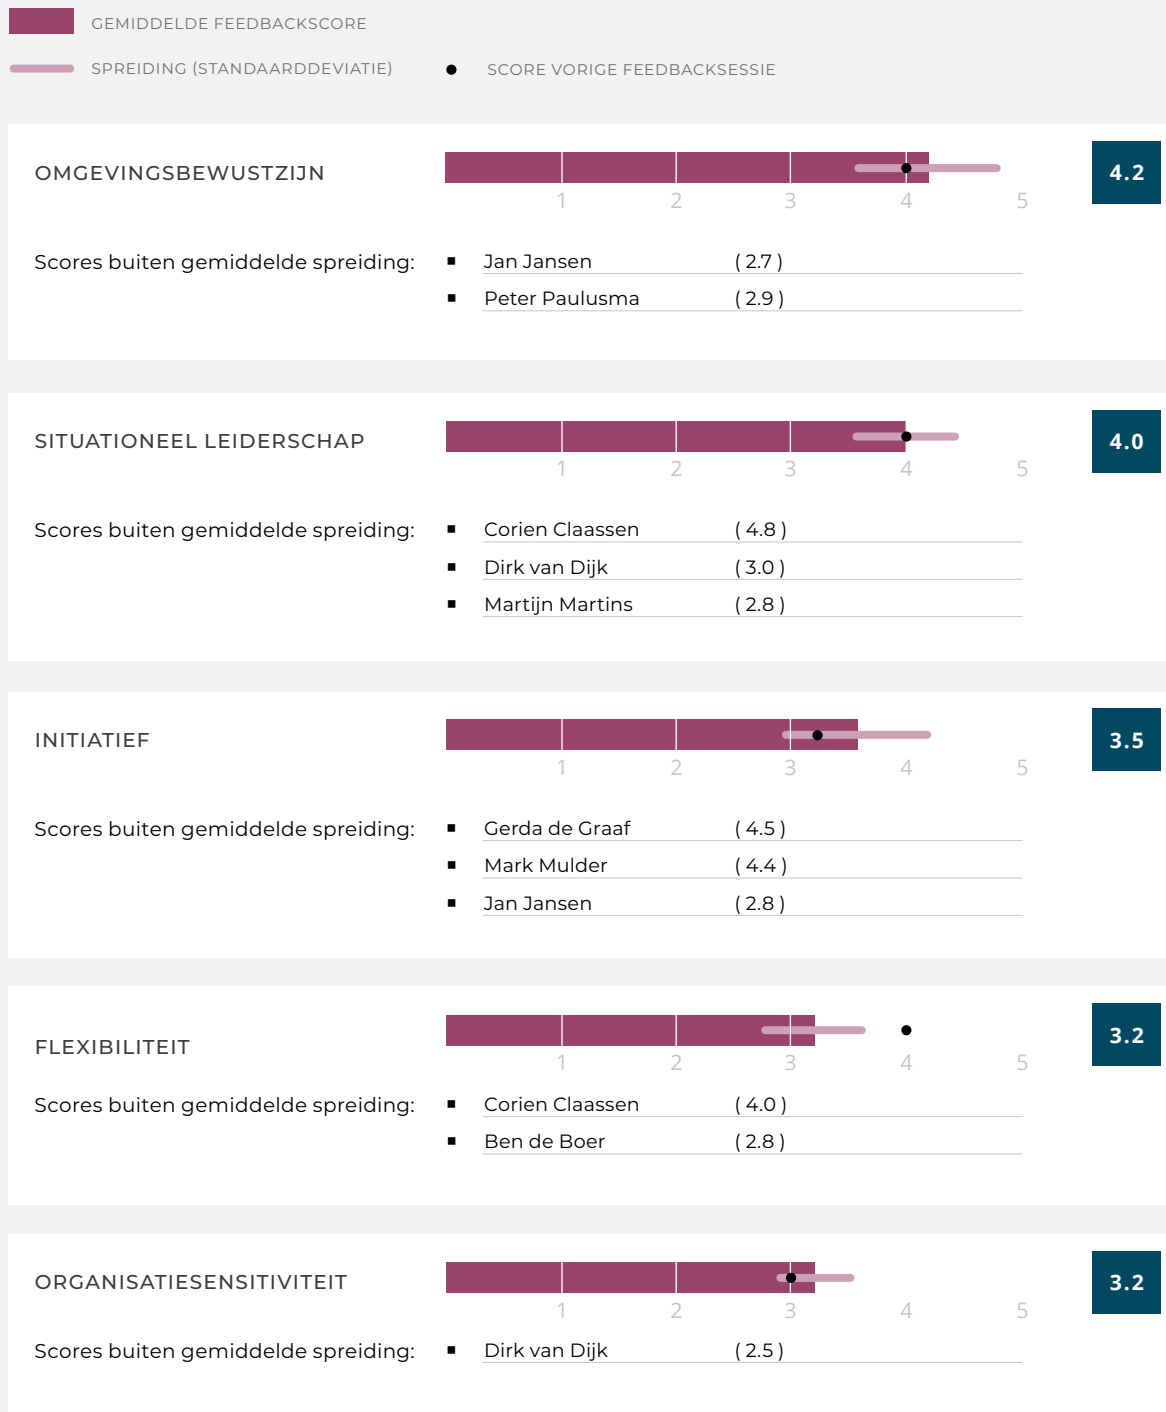 GEMIDDELDE FEEDBACKSCORE
SPREIDING (STANDAARDDEVIATIE) SCORE VORIGE FEEDBACKSESSIE
OMGEVINGSBEWUSTZIJN 4.2
1 2 3 4 5
Scores buiten gemiddelde spreiding: ▪ Jan Jansen ( 2.7 )
▪ Peter Paulusma ( 2.9 )
SITUATIONEEL LEIDERSCHAP 4.0
1 2 3 4 5
Scores buiten gemiddelde spreiding: ▪ Corien Claassen ( 4.8 )
▪ Dirk van Dijk ( 3.0 )
▪ Martijn Martins ( 2.8 )
INITIATIEF 3.5
1 2 3 4 5
Scores buiten gemiddelde spreiding: ▪ Gerda de Graaf ( 4.5 )
▪ Mark Mulder ( 4.4 )
▪ Jan Jansen ( 2.8 )
FLEXIBILITEIT 3.2
1 2 3 4 5
Scores buiten gemiddelde spreiding: ▪ Corien Claassen ( 4.0 )
▪ Ben de Boer ( 2.8 )
ORGANISATIESENSITIVITEIT 3.2
1 2 3 4 5
Scores buiten gemiddelde spreiding: ▪ Dirk van Dijk ( 2.5 )